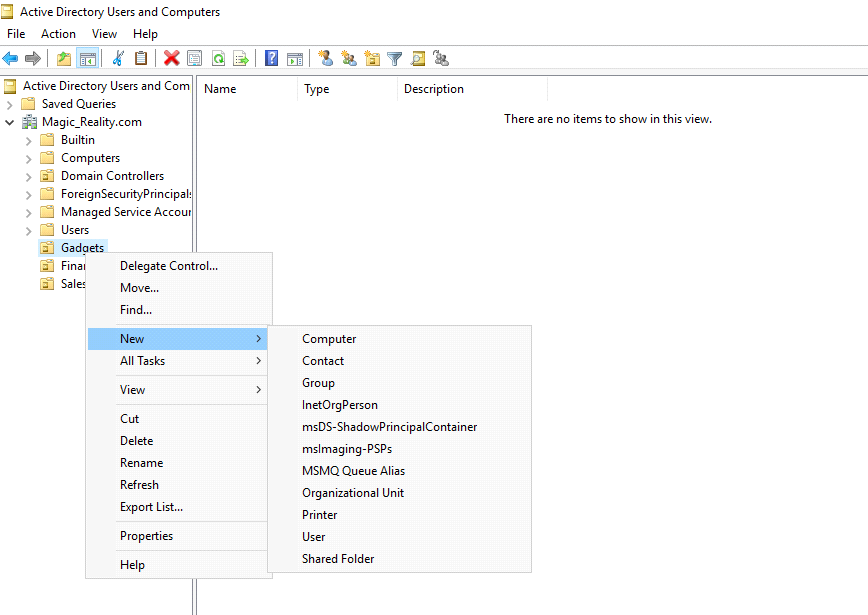 Active Directory Users and Computers
File Action View Help
Active Directory Users and Com
Name Type Description
Saved Queries
Magic_Reality.com
There are no items to show in this view.
Builtin
Computers
Domain Controllers
ForeignSecurityPrincipals
Managed Service Accour
Users
Gadgets
Finar
Sales
Delegate Control...
Move...
Find...
New
All Tasks
View
Cut
Delete
Rename
Refresh
Export List...
Properties
Help
Computer
Contact
Group
InetOrgPerson
msDS-ShadowPrincipalContainer
msImaging-PSPs
MSMQ Queue Alias
Organizational Unit
Printer
User
Shared Folder